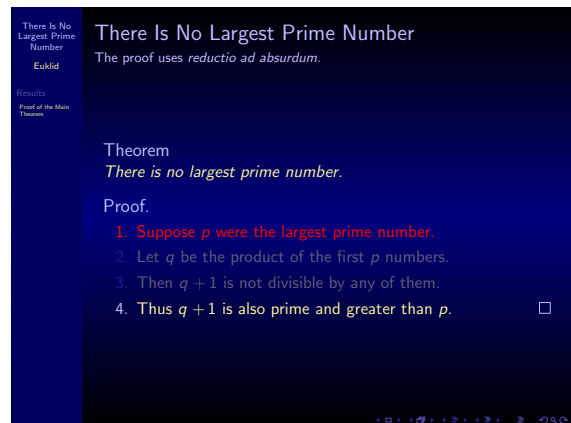 There Is No
Largest Prime
Number
Euklid
Results
Proof of the Main
Theorem
There Is No Largest Prime Number
The proof uses reductio ad absurdum.
Theorem
There is no largest prime number.
Proof.
1. Suppose p were the largest prime number.
2. Let q be the product of the first p numbers.
3. Then q + 1 is not divisible by any of them.
4. Thus q + 1 is also prime and greater than p. □